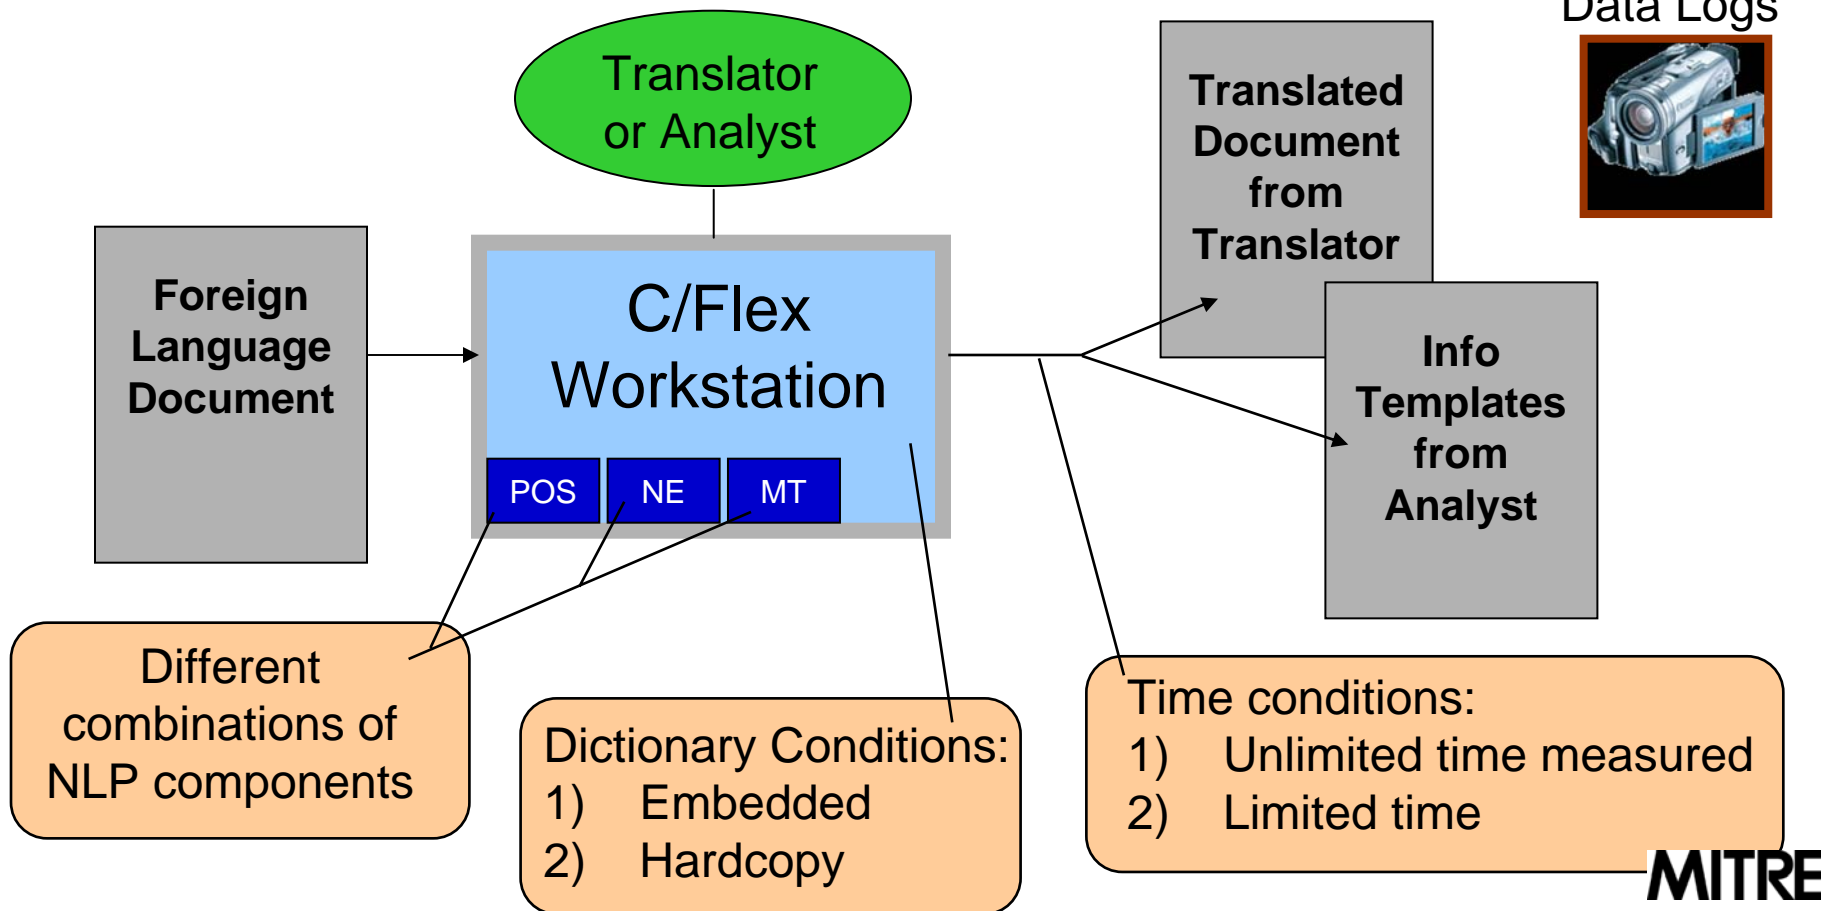 Data Logs
Translator
or Analyst
Translated
Document
from
Translator
Foreign
Language
Document
C/Flex
Workstation
POS
NE
MT
Info
Templates
from
Analyst
Different
combinations of
NLP components
Dictionary Conditions:
1) Embedded
2) Hardcopy
Time conditions:
1) Unlimited time measured
2) Limited time
MITRE